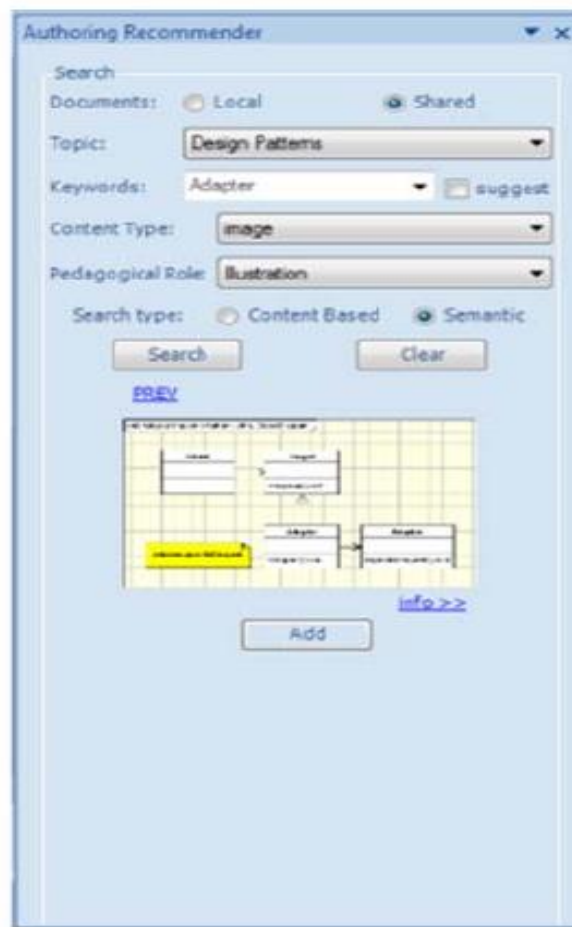 Authoring Recommender
Search
Documents: Local Shared
Topic: Design Patterns
Keywords: Adapter suggest
Content Type: image
Pedagogical Role: Illustration
Search type: Content Based Semantic
Search Clear
PREV
Adapter
info >>
Add